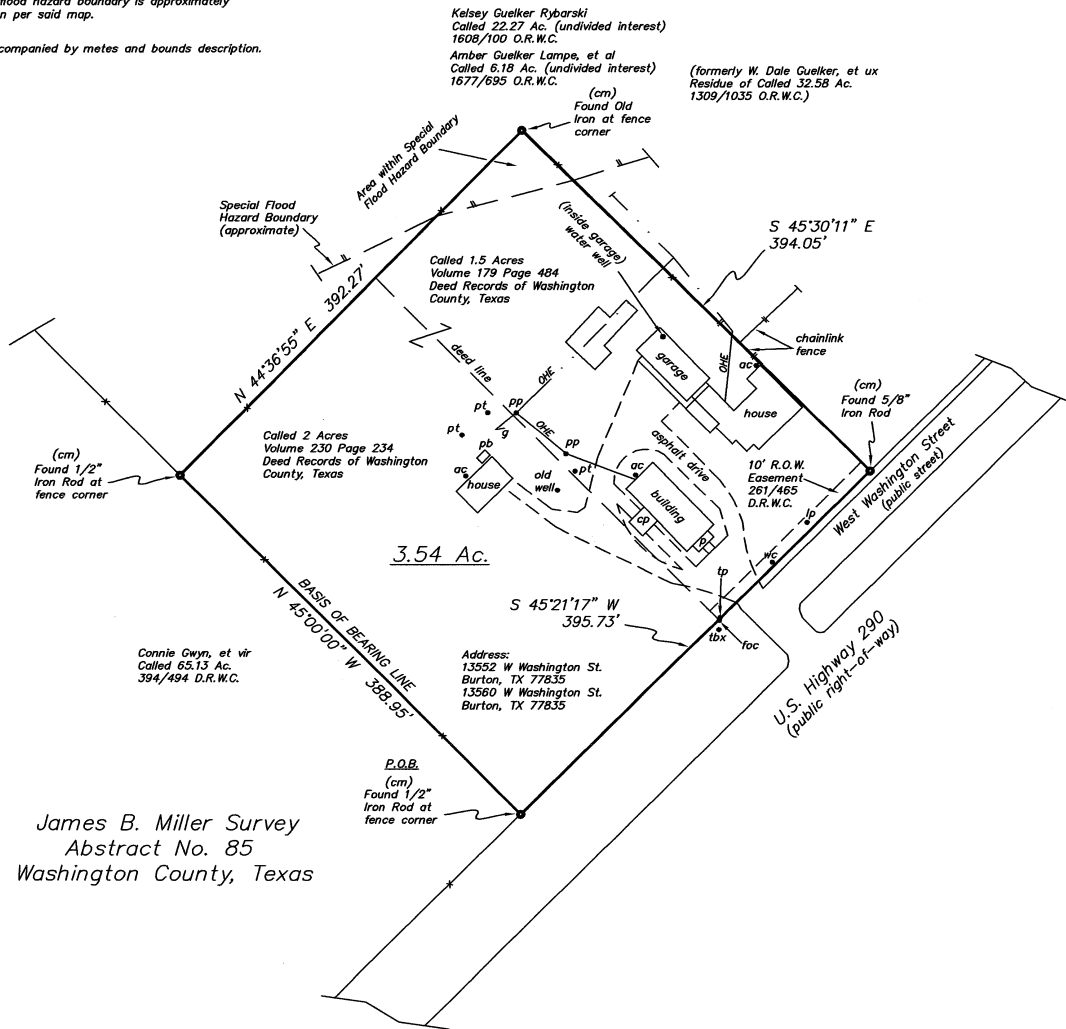 flood hazard boundary is approximately
n per said map.
companied by metes and bounds description.
Kelsey Guelker Rybarski
Called 22.27 Ac. (undivided interest)
1608/100 O.R.W.C.
Amber Guelker Lampe, et al
Called 6.18 Ac. (undivided interest)
1677/695 O.R.W.C.
(formerly W. Dale Guelker, et ux
Residue of Called 32.58 Ac.
1309/1035 O.R.W.C.)
(cm)
Found Old
Iron at fence
corner
Area within Special
Flood Hazard Boundary
Special Flood
Hazard Boundary
(approximate)
(inside garage)
water well
S 45°30'11" E
394.05'
Called 1.5 Acres
Volume 179 Page 484
Deed Records of Washington
County, Texas
N 44°36'55" E 392.27'
deed line
OHE
garage
OHE
ac
chainlink
fence
house
(cm)
Found 5/8"
Iron Rod
pt
pp
g
OHE
pt
pp
pb
ac
house
old
well
pt
ac
building
cp
p
asphalt drive
Called 2 Acres
Volume 230 Page 234
Deed Records of Washington
County, Texas
(cm)
Found 1/2"
Iron Rod at
fence corner
10' R.O.W.
Easement
261/465
D.R.W.C.
lp
wc
West Washington Street
(public street)
3.54 Ac.
tp
S 45°21'17" W
395.73'
tbx
foc
U.S. Highway 290
(public right-of-way)
BASIS OF BEARING LINE
N 45°00'00" W 388.95'
Connie Gwyn, et vir
Called 65.13 Ac.
394/494 D.R.W.C.
Address:
13552 W Washington St.
Burton, TX 77835
13560 W Washington St.
Burton, TX 77835
P.O.B.
(cm)
Found 1/2"
Iron Rod at
fence corner
James B. Miller Survey
Abstract No. 85
Washington County, Texas